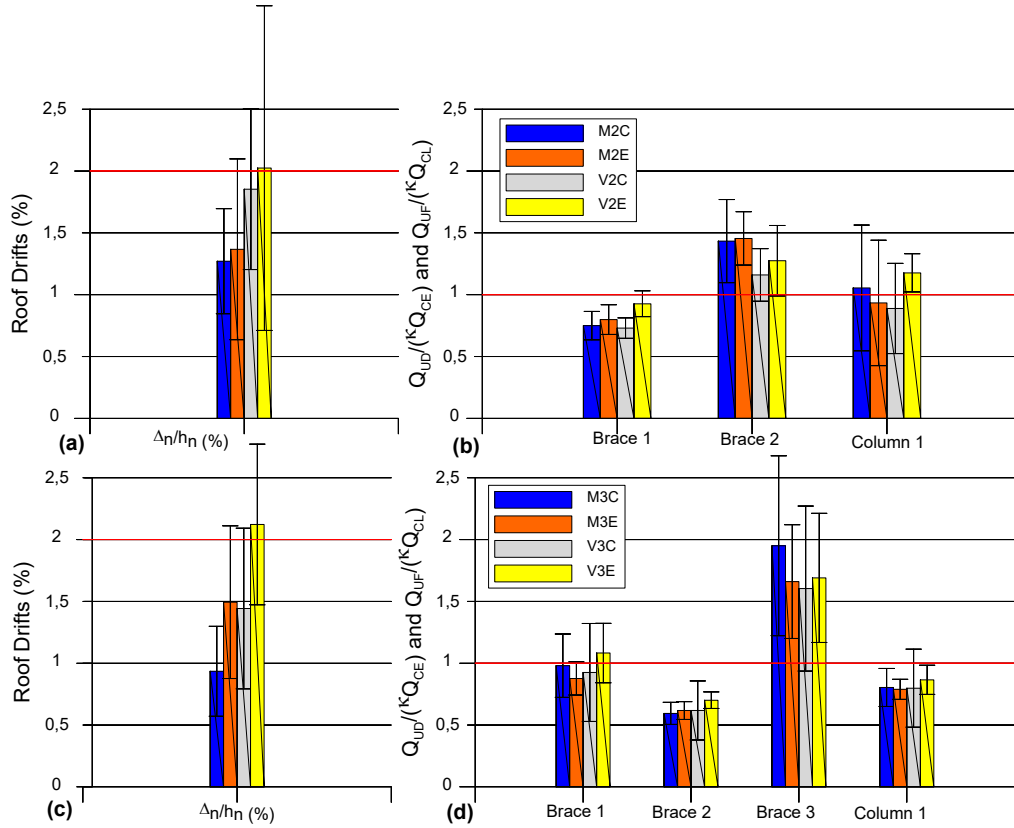 2,5
2
1,5
1
0,5
0
Roof Drifts (%)
(a)
Δn/hn (%)
2,5
2
1,5
1
0,5
0
QUD/(κQCE) and QUF/(κQCL)
M2C
M2E
V2C
V2E
(b)
Brace 1
Brace 2
Column 1
2,5
2
1,5
1
0,5
0
Roof Drifts (%)
(c)
Δn/hn (%)
2,5
2
1,5
1
0,5
0
QUD/(κQCE) and QUF/(κQCL)
M3C
M3E
V3C
V3E
(d)
Brace 1
Brace 2
Brace 3
Column 1